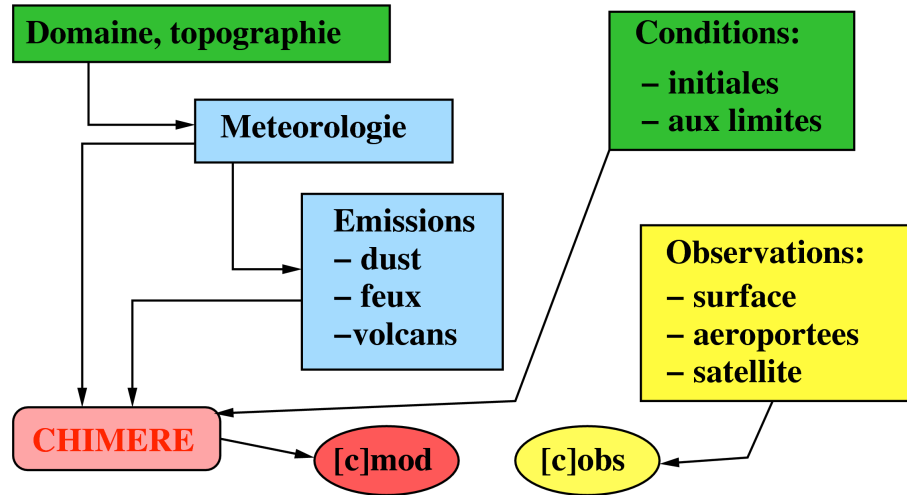 Domaine, topographie
Meteorologie
Emissions
– dust
– feux
–volcans
CHIMERE
[c]mod
Conditions:
– initiales
– aux limites
Observations:
– surface
– aeroportees
– satellite
[c]obs